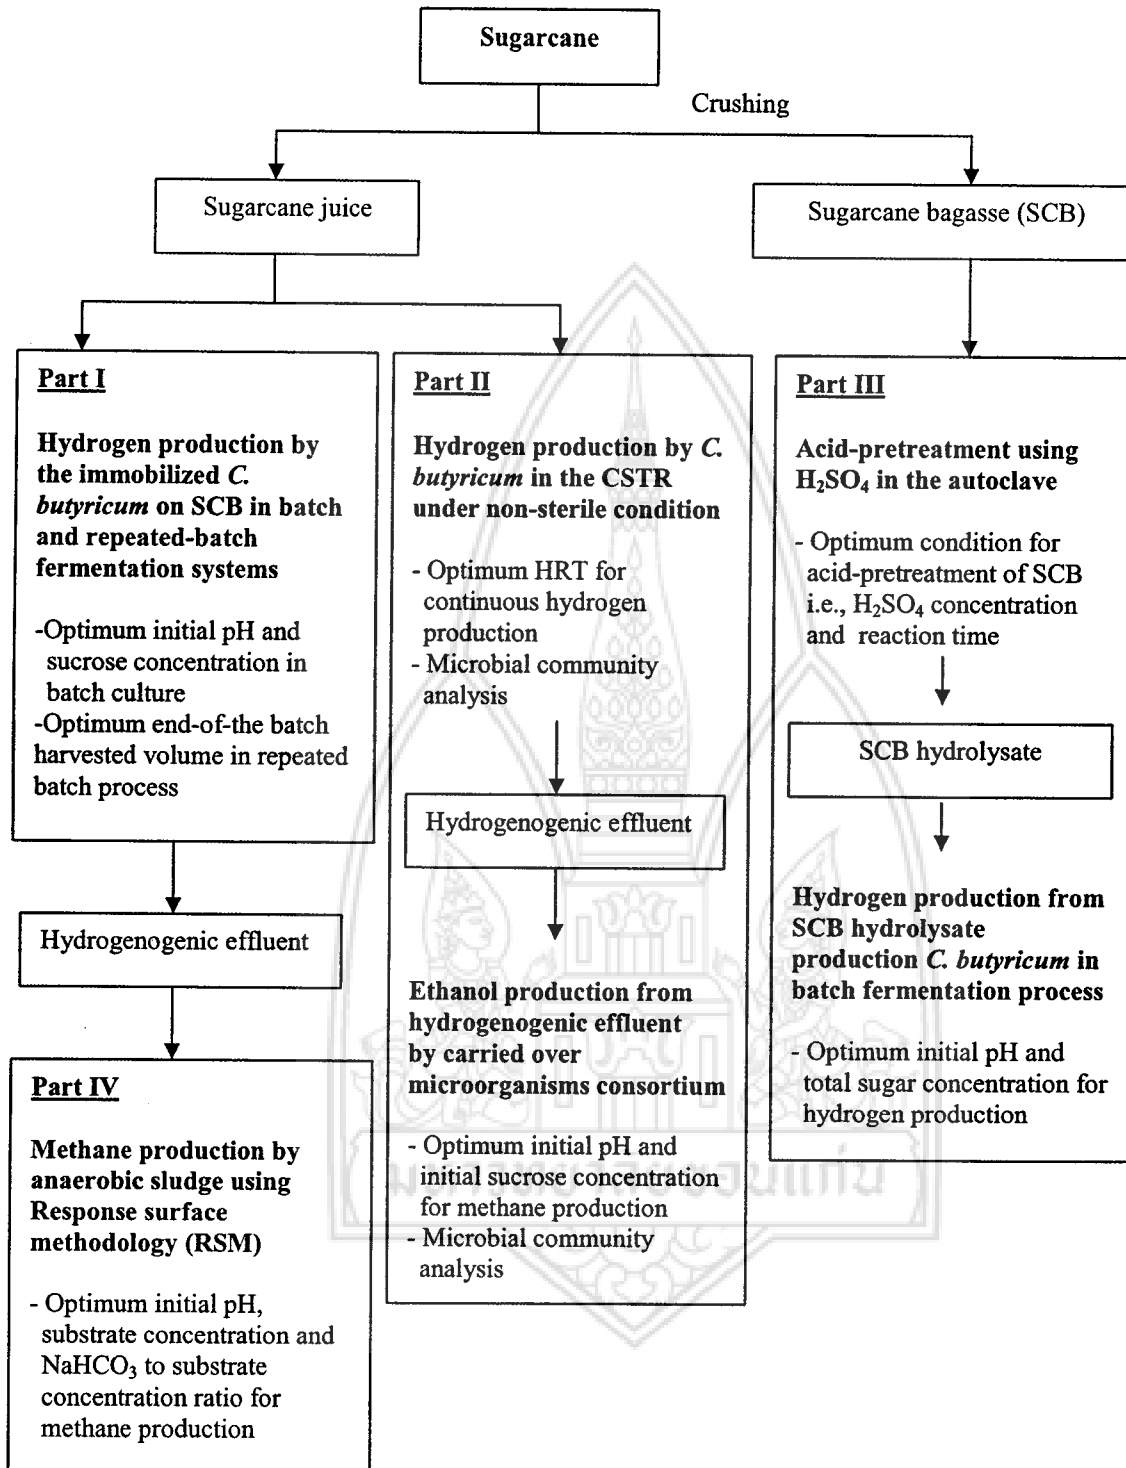 Sugarcane
Crushing
Sugarcane juice
Sugarcane bagasse (SCB)
Part I
Hydrogen production by
the immobilized C.
butyricum on SCB in batch
and repeated-batch
fermentation systems
-Optimum initial pH and
sucrose concentration in
batch culture
-Optimum end-of-the batch
harvested volume in repeated
batch process
Hydrogenogenic effluent
Part IV
Methane production by
anaerobic sludge using
Response surface
methodology (RSM)
- Optimum initial pH,
substrate concentration and
NaHCO₃ to substrate
concentration ratio for
methane production
Part II
Hydrogen production by C.
butyricum in the CSTR
under non-sterile condition
- Optimum HRT for
continuous hydrogen
production
- Microbial community
analysis
Hydrogenogenic effluent
Ethanol production from
hydrogenogenic effluent
by carried over
microorganisms consortium
- Optimum initial pH and
initial sucrose concentration
for methane production
- Microbial community
analysis
Part III
Acid-pretreatment using
H₂SO₄ in the autoclave
- Optimum condition for
acid-pretreatment of SCB
i.e., H₂SO₄ concentration
and reaction time
SCB hydrolysate
Hydrogen production from
SCB hydrolysate
production C. butyricum in
batch fermentation process
- Optimum initial pH and
total sugar concentration for
hydrogen production